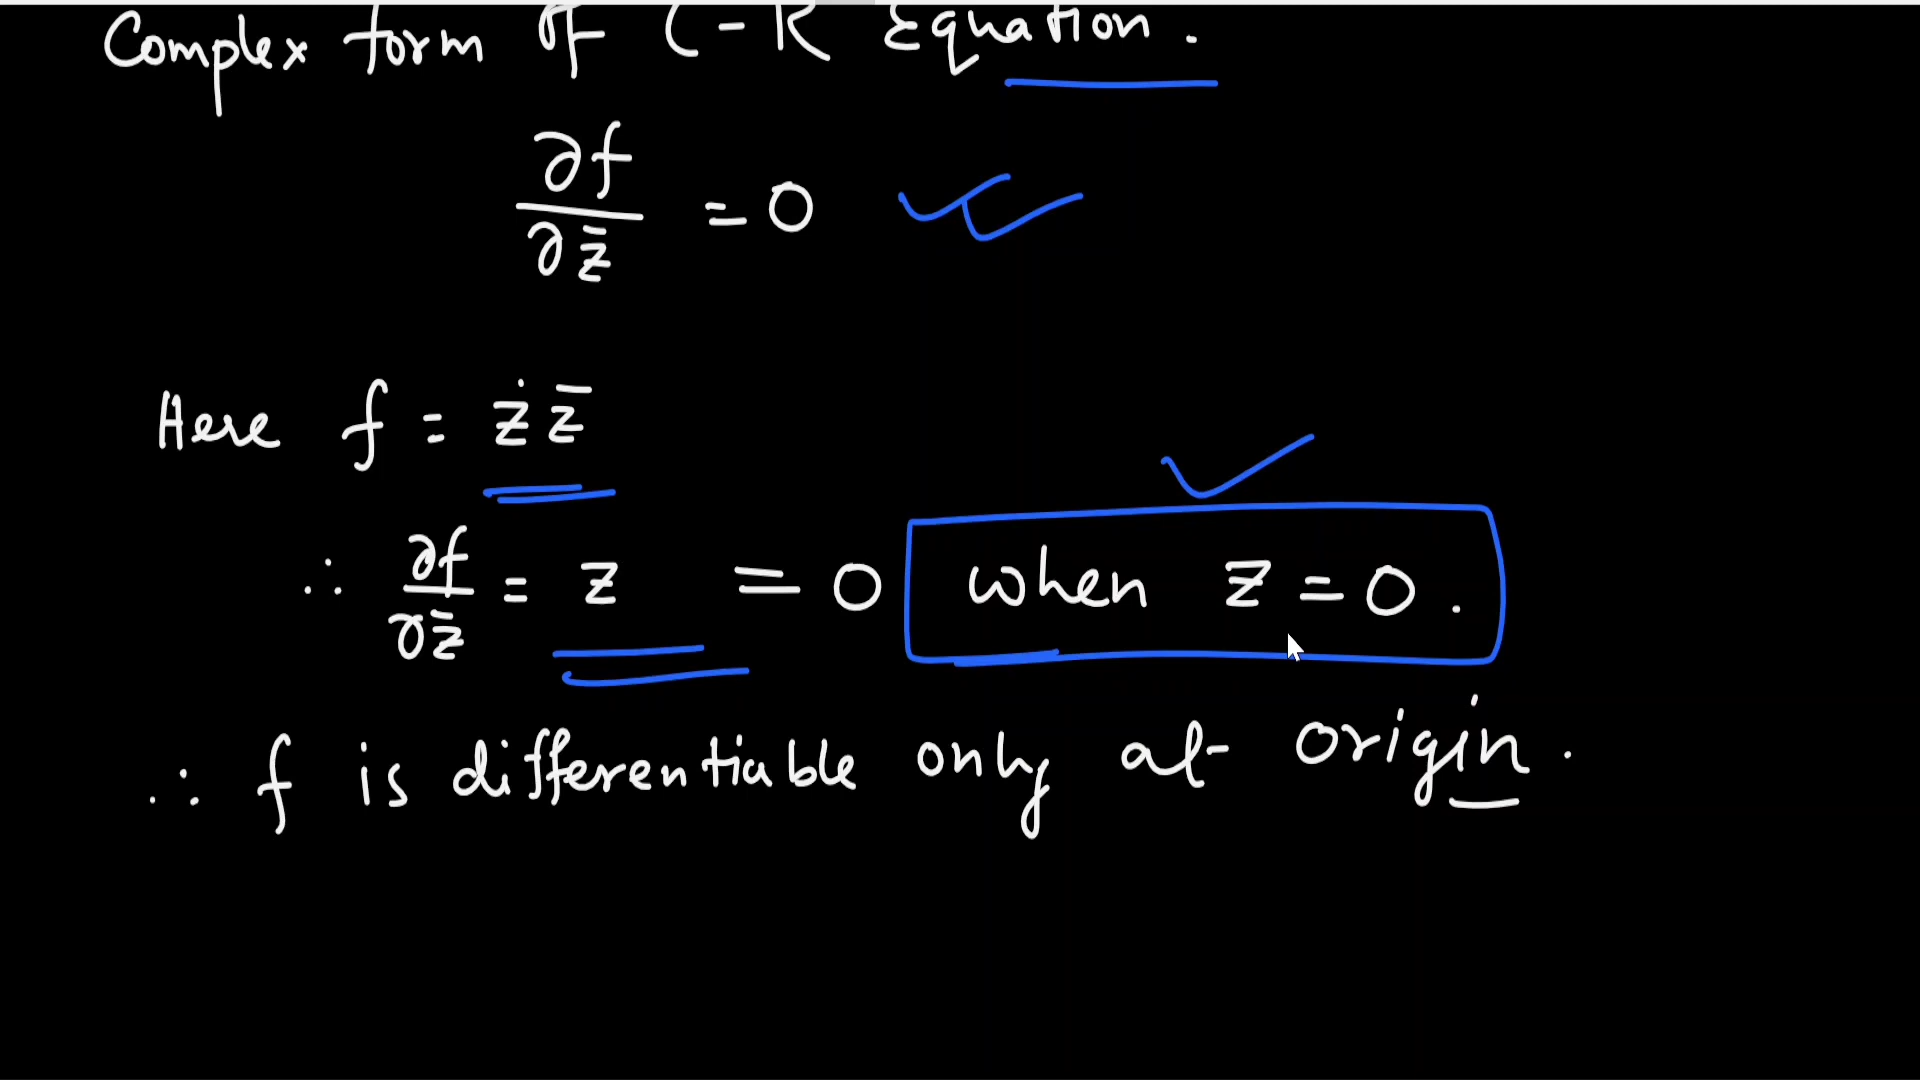 Complex form of C-R Equation.
∂f/∂z̄ = 0
Here f = z z̄
∴ ∂f/∂z̄ = z = 0 when z = 0.
∴ f is differentiable only at origin.